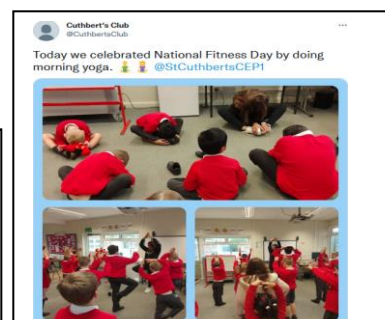 Cuthbert's Club
@CuthbertsClub
Today we celebrated National Fitness Day by doing
morning yoga. 🧘‍♂️ 🧘‍♀️ @StCuthbertsCEP1